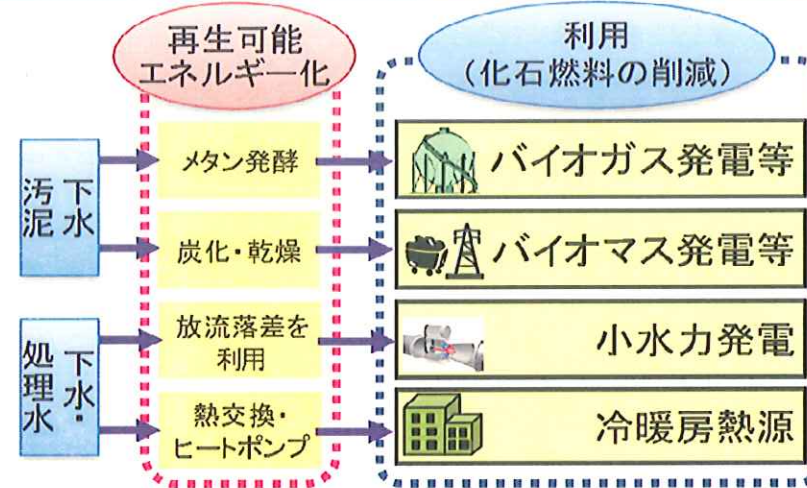 再生可能
エネルギー化
利用
（化石燃料の削減）
下水
汚泥
メタン発酵
バイオガス発電等
炭化・乾燥
バイオマス発電等
下水・
処理水
放流落差を
利用
小水力発電
熱交換・
ヒートポンプ
冷暖房熱源